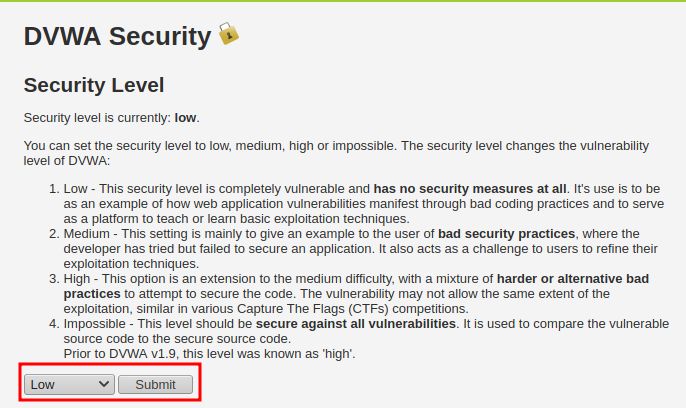 DVWA Security
Security Level
Security level is currently: low.
You can set the security level to low, medium, high or impossible. The security level changes the vulnerability
level of DVWA:
1. Low - This security level is completely vulnerable and has no security measures at all. It's use is to be
as an example of how web application vulnerabilities manifest through bad coding practices and to serve
as a platform to teach or learn basic exploitation techniques.
2. Medium - This setting is mainly to give an example to the user of bad security practices, where the
developer has tried but failed to secure an application. It also acts as a challenge to users to refine their
exploitation techniques.
3. High - This option is an extension to the medium difficulty, with a mixture of harder or alternative bad
practices to attempt to secure the code. The vulnerability may not allow the same extent of the
exploitation, similar in various Capture The Flags (CTFs) competitions.
4. Impossible - This level should be secure against all vulnerabilities. It is used to compare the vulnerable
source code to the secure source code.
Prior to DVWA v1.9, this level was known as 'high'.
Low Submit